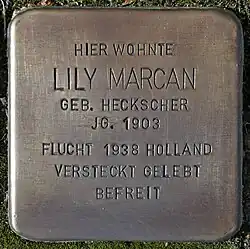 HIER WOHNTE
LILY MARCAN
GEB. HECKSCHER
JG. 1903
FLUCHT 1938 HOLLAND
VERSTECKT GELEBT
BEFREIT